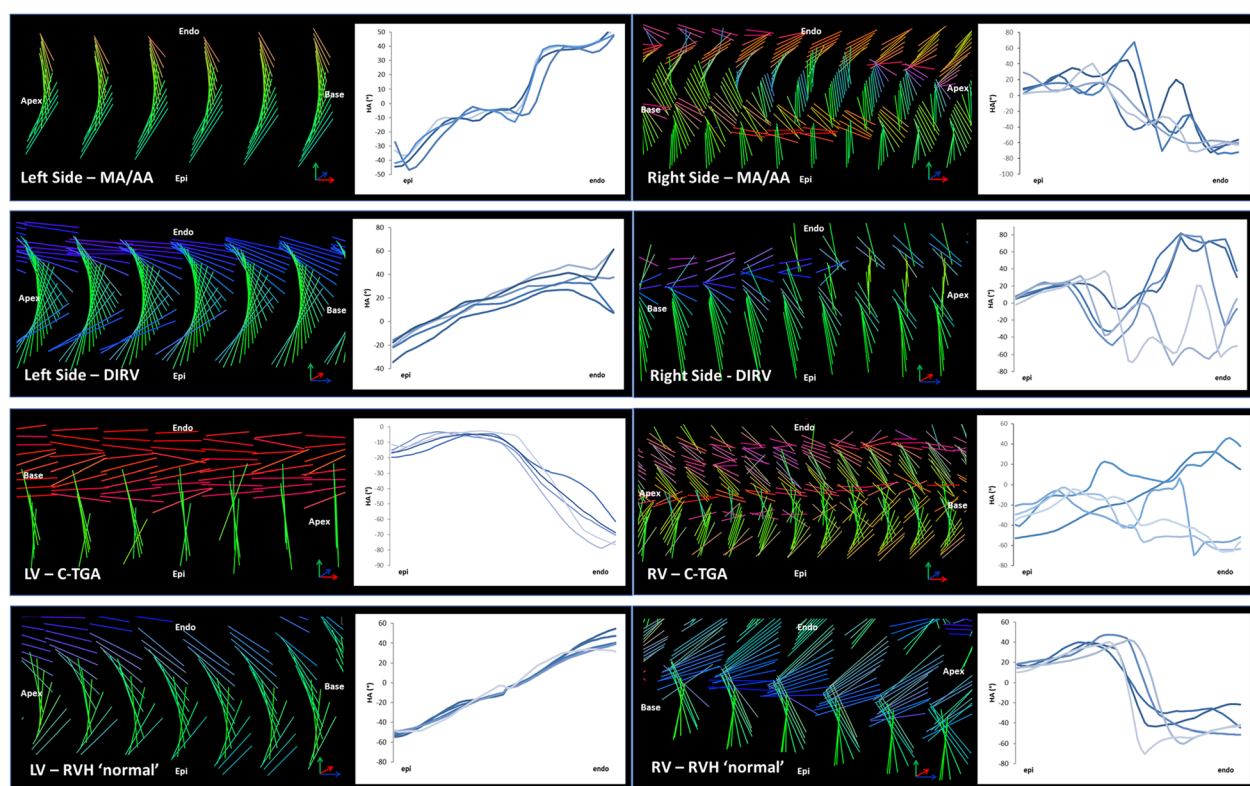 Endo
Apex
Base
Left Side – MA/AA
Epi
50
40
30
20
10
0
-10
-20
-30
-40
-50
HA (°)
epi
endo
Endo
Apex
Base
Right Side – MA/AA
Epi
80
60
40
20
0
-20
-40
-60
-80
-100
HA(°)
epi
endo
Endo
Apex
Base
Left Side – DIRV
Epi
80
60
40
20
0
-20
-40
HA (°)
epi
endo
Endo
Apex
Base
Right Side - DIRV
Epi
80
60
40
20
0
-20
-40
-60
-80
HA (°)
epi
endo
Endo
Base
Apex
LV – C-TGA
Epi
0
-10
-20
-30
-40
-50
-60
-70
-80
-90
HA (°)
epi
endo
Endo
Apex
Base
RV – C-TGA
Epi
60
40
20
0
-20
-40
-60
-80
HA (°)
epi
endo
Endo
Apex
Base
LV – RVH ‘normal’
Epi
60
40
20
0
-20
-40
-60
-80
HA (°)
epi
endo
Endo
Apex
Base
RV – RVH ‘normal’
Epi
60
40
20
0
-20
-40
-60
-80
HA (°)
epi
endo